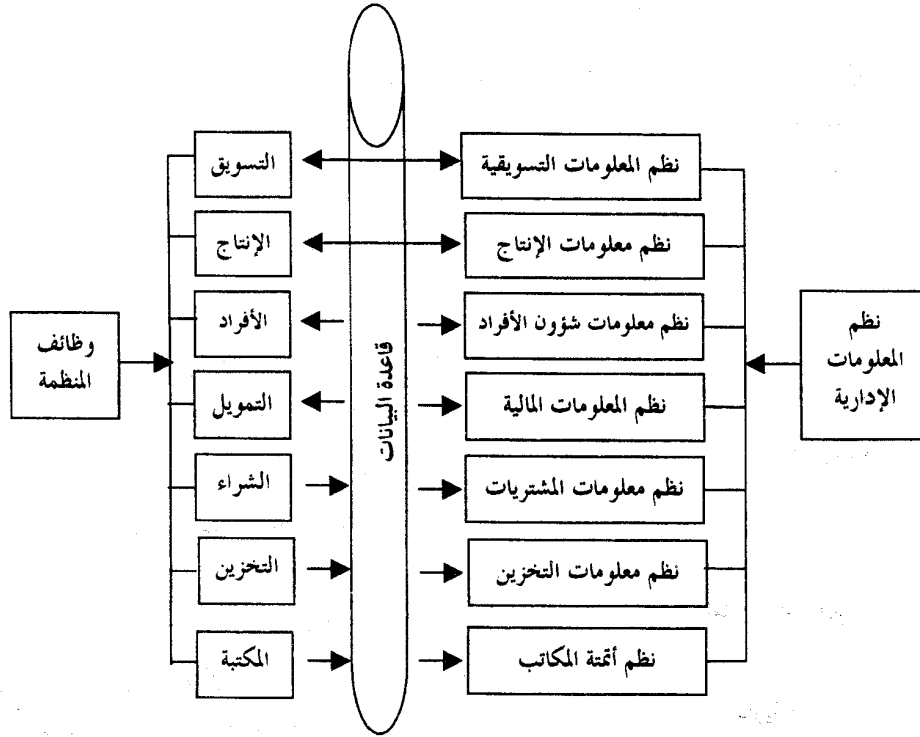 نظم
المعلومات
الإدارية
نظم المعلومات التسويقية
نظم معلومات الإنتاج
نظم معلومات شؤون الأفراد
نظم المعلومات المالية
نظم معلومات المشتريات
نظم معلومات التخزين
نظم أتمتة المكاتب
قاعدة البيانات
التسويق
الإنتاج
الأفراد
التمويل
الشراء
التخزين
المكتبة
وظائف
المنظمة